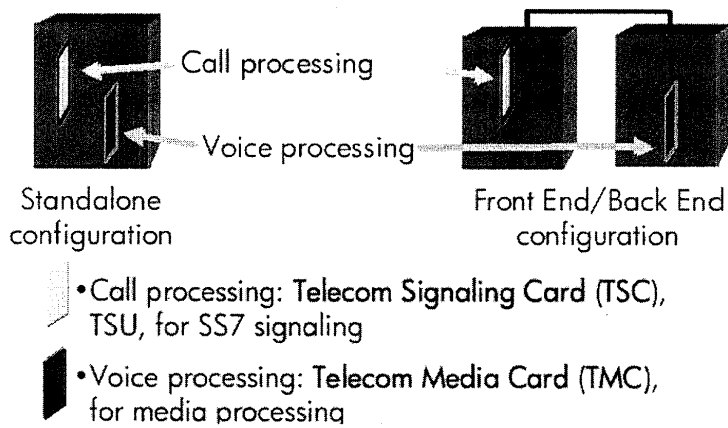 Call processing
Voice processing
Standalone
configuration
Front End/Back End
configuration
•Call processing: Telecom Signaling Card (TSC),
TSU, for SS7 signaling
•Voice processing: Telecom Media Card (TMC),
for media processing